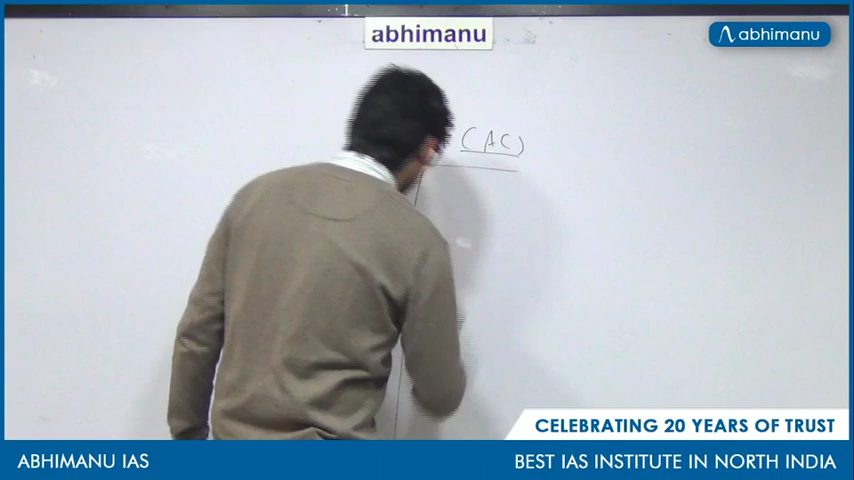 abhimanu
abhimanu
(AC)
CELEBRATING 20 YEARS OF TRUST
ABHIMANU IAS
BEST IAS INSTITUTE IN NORTH INDIA